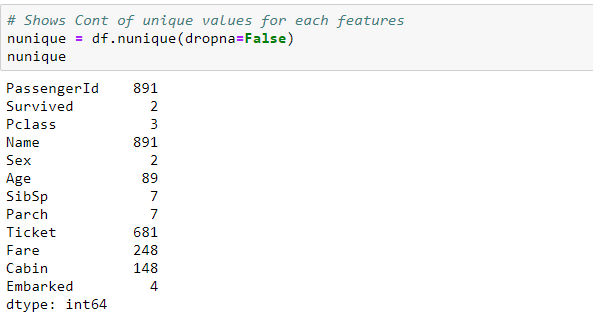 # Shows Cont of unique values for each features
nunique = df.nunique(dropna=False)
nunique
PassengerId 891
Survived 2
Pclass 3
Name 891
Sex 2
Age 89
SibSp 7
Parch 7
Ticket 681
Fare 248
Cabin 148
Embarked 4
dtype: int64